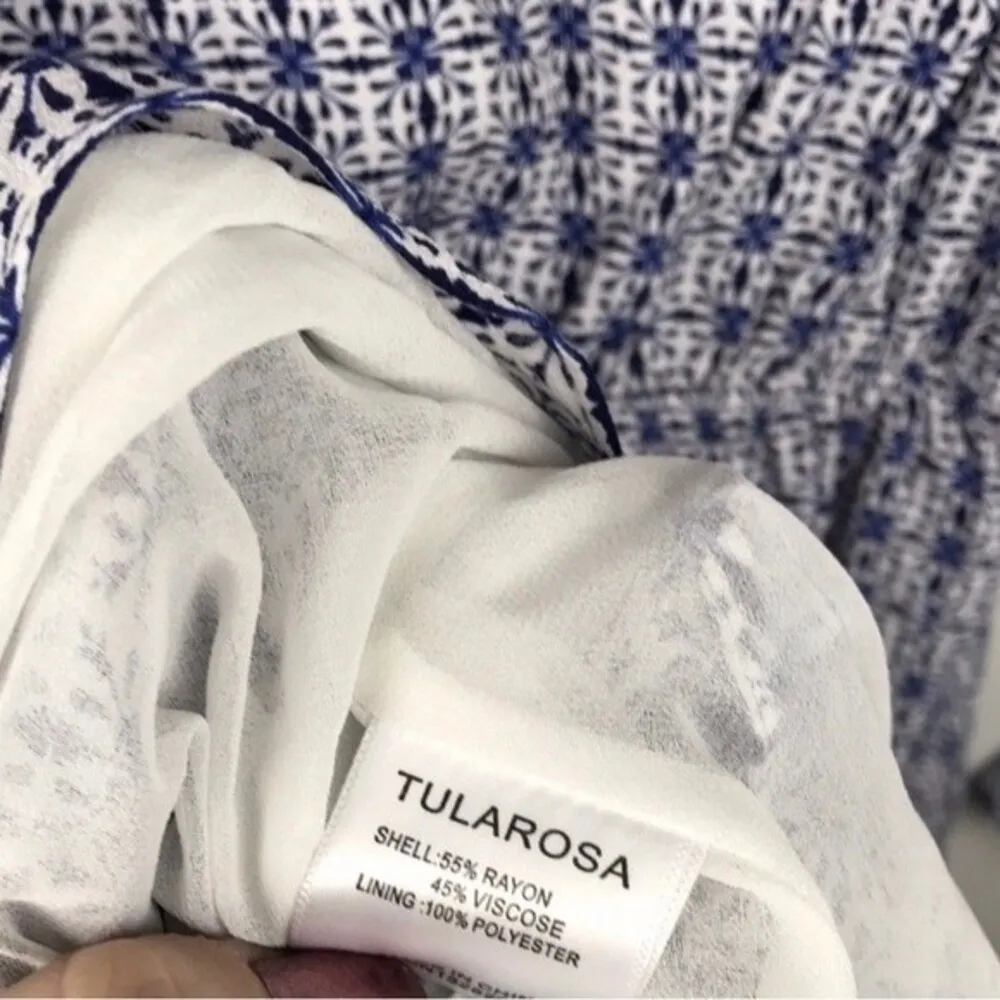 TULAROSA
SHELL:55% RAYON
45% VISCOSE
LINING :100% POLYESTER